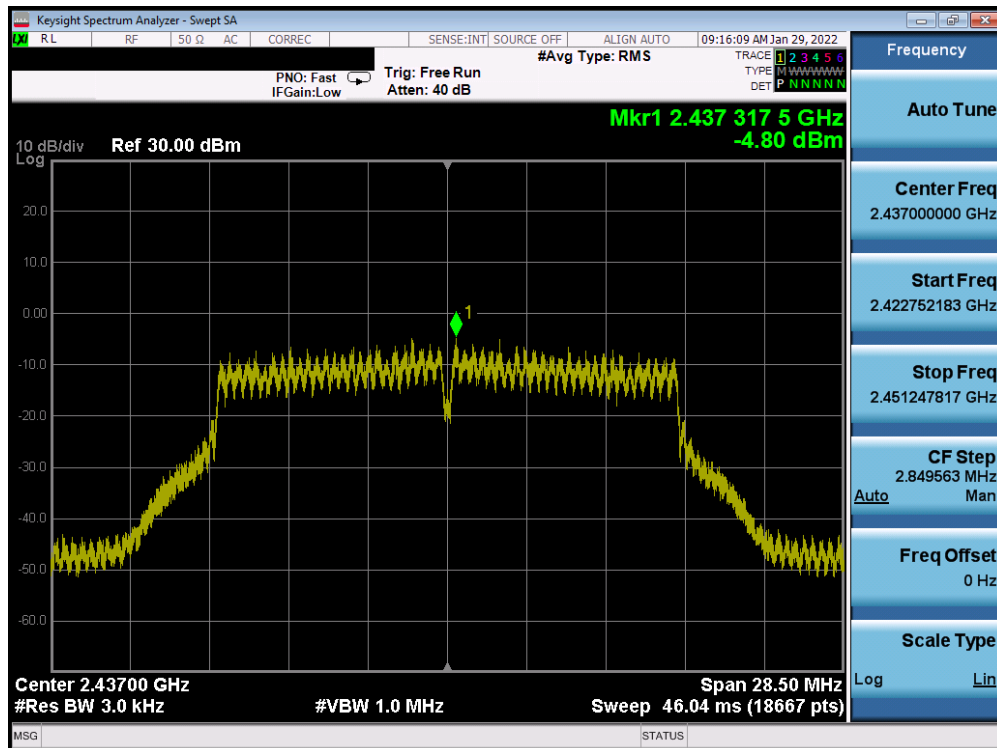 Keysight Spectrum Analyzer - Swept SA
LXI RL RF 50 Ω AC CORREC SENSE:INT SOURCE OFF ALIGN AUTO 09:16:09 AM Jan 29, 2022
#Avg Type: RMS
TRACE 1 2 3 4 5 6
TYPE M W W W W W
DET P N N N N N
PNO: Fast
IFGain:Low
Trig: Free Run
Atten: 40 dB
Mkr1 2.437 317 5 GHz
-4.80 dBm
10 dB/div
Log
Ref 30.00 dBm
20.0
10.0
0.00
-10.0
-20.0
-30.0
-40.0
-50.0
-60.0
1
Center 2.43700 GHz
Span 28.50 MHz
#Res BW 3.0 kHz
#VBW 1.0 MHz
Sweep 46.04 ms (18667 pts)
MSG
STATUS
Frequency
Auto Tune
Center Freq
2.437000000 GHz
Start Freq
2.422752183 GHz
Stop Freq
2.451247817 GHz
CF Step
2.849563 MHz
Auto Man
Freq Offset
0 Hz
Scale Type
Log Lin